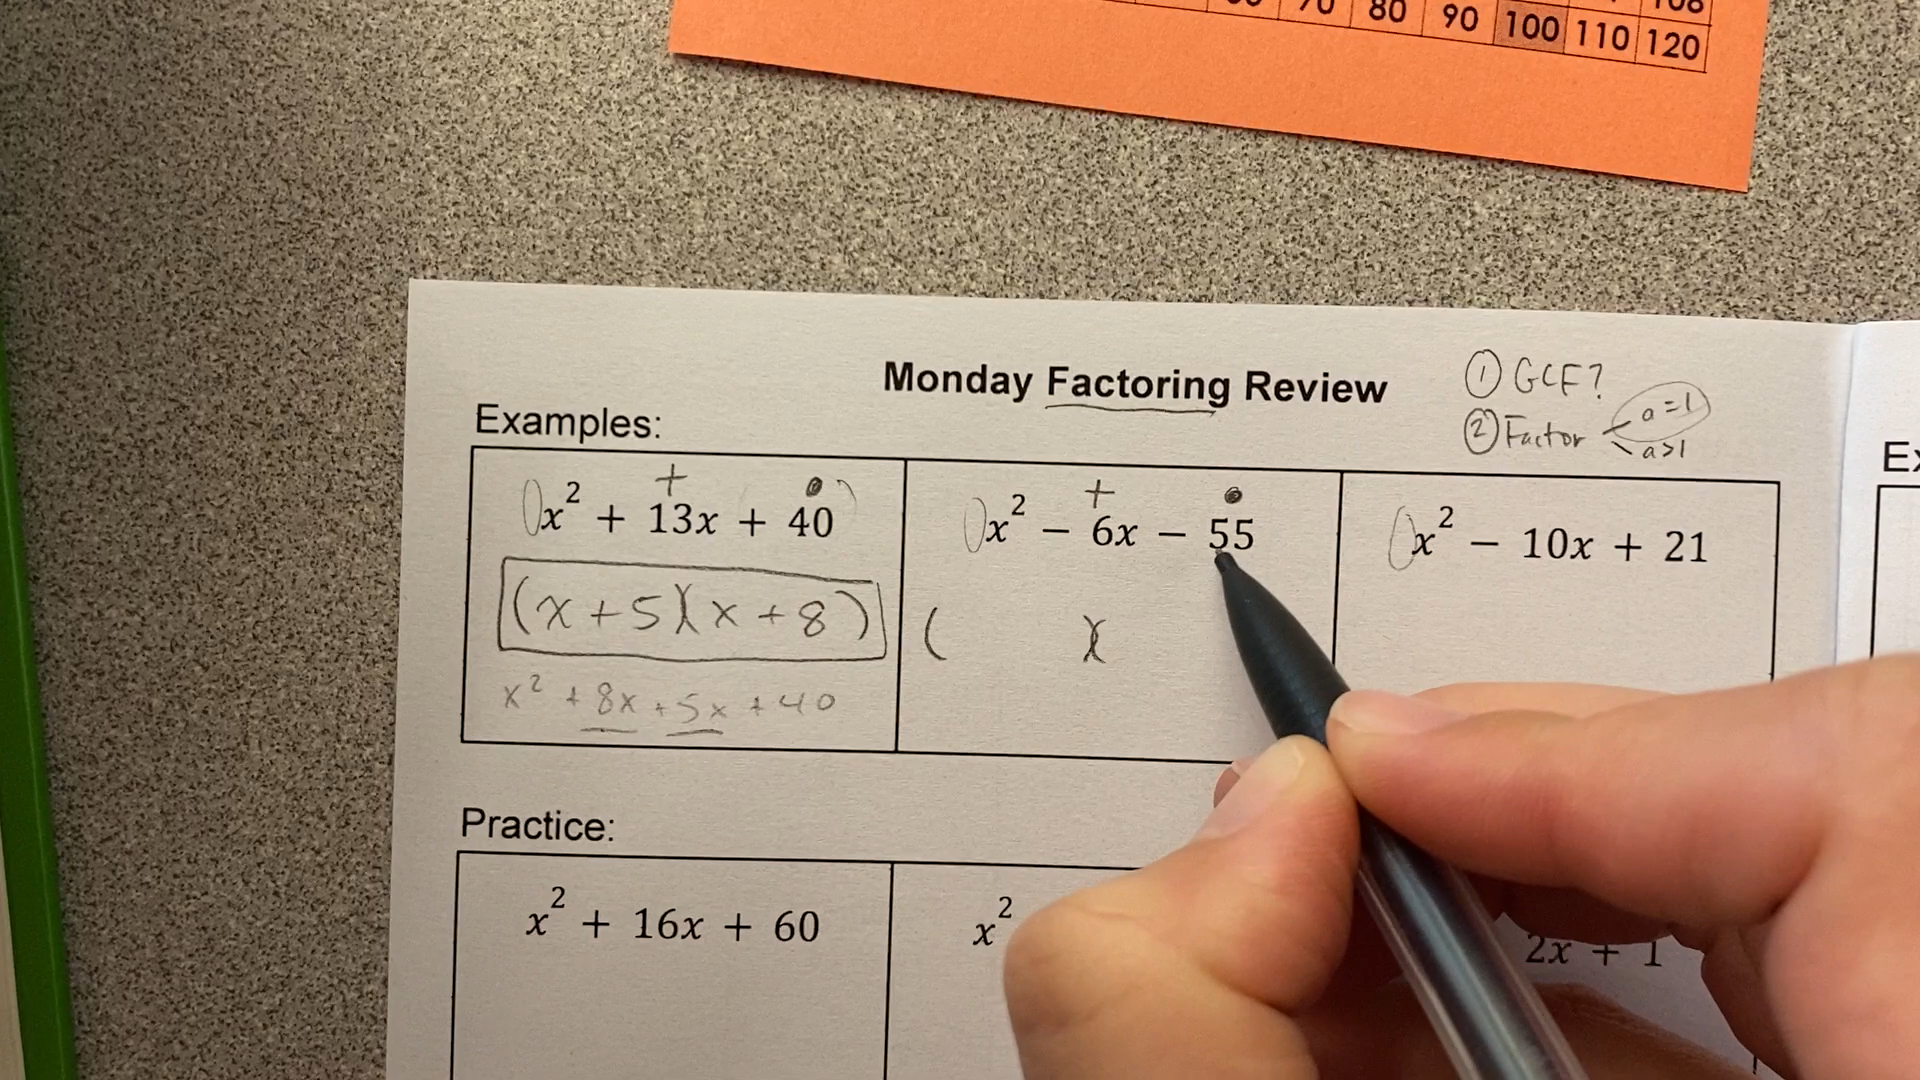 70 80 90 100 110 120
Monday Factoring Review
① GCF?
② Factor a=1
a>1
Examples:
+ •
(x² + 13x + 40)
(x+5)(x+8)
x² + 8x + 5x + 40
+ •
(x² − 6x − 55
( )(
(x² − 10x + 21
Practice:
x² + 16x + 60
x²
2x + 1